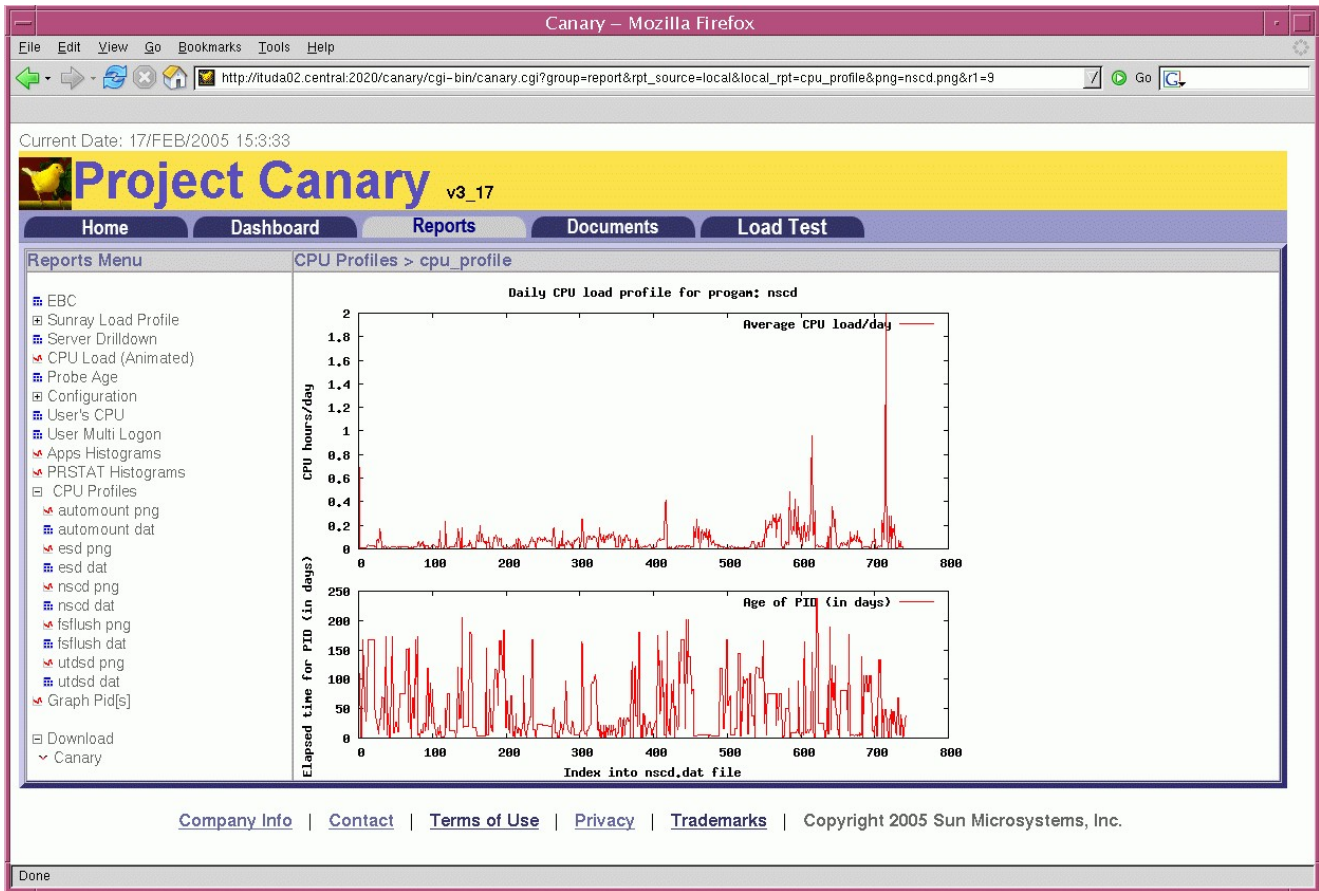 Canary – Mozilla Firefox
File Edit View Go Bookmarks Tools Help
http://ituda02.central:2020/canary/cgi-bin/canary.cgi?group=report&rpt_source=local&local_rpt=cpu_profile&png=nscd.png&r1=9 Go G
Current Date: 17/FEB/2005 15:3:33
Project Canary v3_17
Home Dashboard Reports Documents Load Test
Reports Menu
EBC
Sunray Load Profile
Server Drilldown
CPU Load (Animated)
Probe Age
Configuration
User's CPU
User Multi Logon
Apps Histograms
PRSTAT Histograms
CPU Profiles
automount png
automount dat
esd png
esd dat
nscd png
nscd dat
fsflush png
fsflush dat
utdsd png
utdsd dat
Graph Pid[s]
Download
Canary
CPU Profiles > cpu_profile
Daily CPU load profile for progam: nscd
Average CPU load/day
CPU hours/day
2
1.8
1.6
1.4
1.2
1
0.8
0.6
0.4
0.2
0
0 100 200 300 400 500 600 700 800
Age of PID (in days)
Elapsed time for PID (in days)
250
200
150
100
50
0
0 100 200 300 400 500 600 700 800
Index into nscd.dat file
Company Info | Contact | Terms of Use | Privacy | Trademarks | Copyright 2005 Sun Microsystems, Inc.
Done